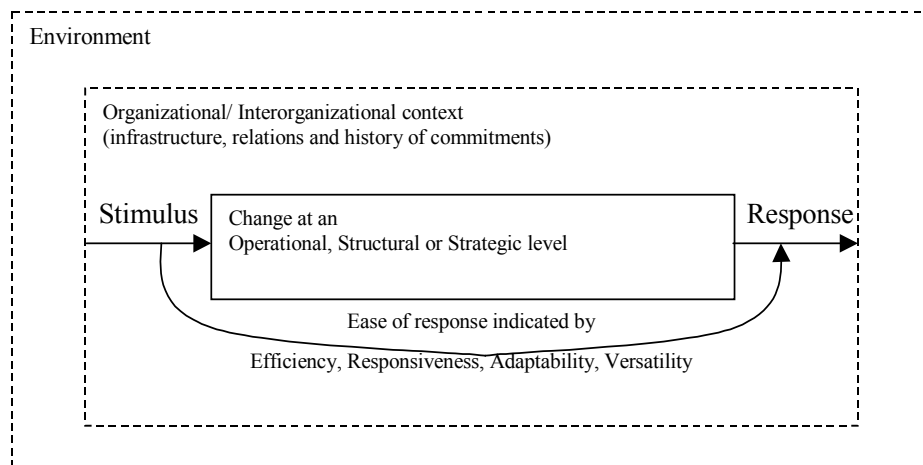 Environment
Organizational/ Interorganizational context
(infrastructure, relations and history of commitments)
Stimulus
Change at an
Operational, Structural or Strategic level
Response
Ease of response indicated by
Efficiency, Responsiveness, Adaptability, Versatility